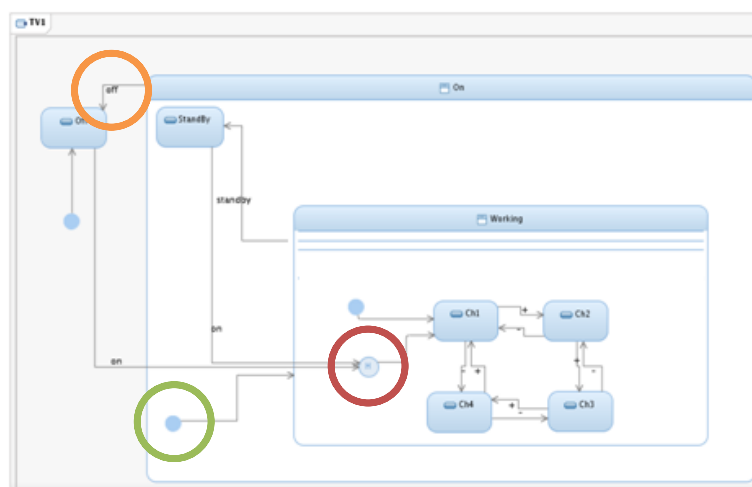 TV1
off
On
StandBy
standby
Working
Ch1
+
Ch2
-
on
on
H
-
+
+
-
Ch4
+
-
Ch3